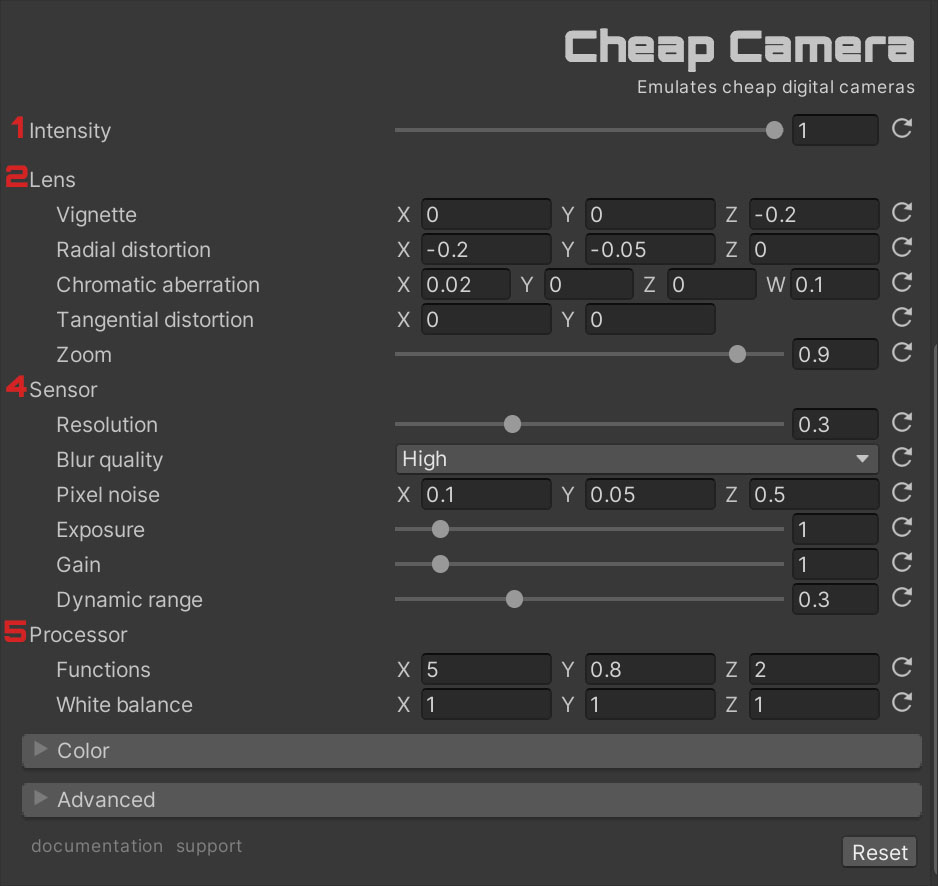 Cheap Camera
Emulates cheap digital cameras
1 Intensity 1
2 Lens
Vignette X 0 Y 0 Z -0.2
Radial distortion X -0.2 Y -0.05 Z 0
Chromatic aberration X 0.02 Y 0 Z 0 W 0.1
Tangential distortion X 0 Y 0
Zoom 0.9
4 Sensor
Resolution 0.3
Blur quality High
Pixel noise X 0.1 Y 0.05 Z 0.5
Exposure 1
Gain 1
Dynamic range 0.3
5 Processor
Functions X 5 Y 0.8 Z 2
White balance X 1 Y 1 Z 1
Color
Advanced
documentation support
Reset